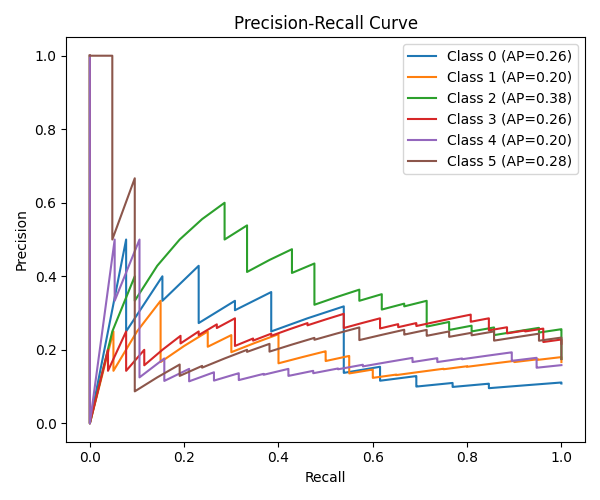 Precision-Recall Curve
Precision
1.0
0.8
0.6
0.4
0.2
0.0
Class 0 (AP=0.26)
Class 1 (AP=0.20)
Class 2 (AP=0.38)
Class 3 (AP=0.26)
Class 4 (AP=0.20)
Class 5 (AP=0.28)
0.0 0.2 0.4 0.6 0.8 1.0
Recall